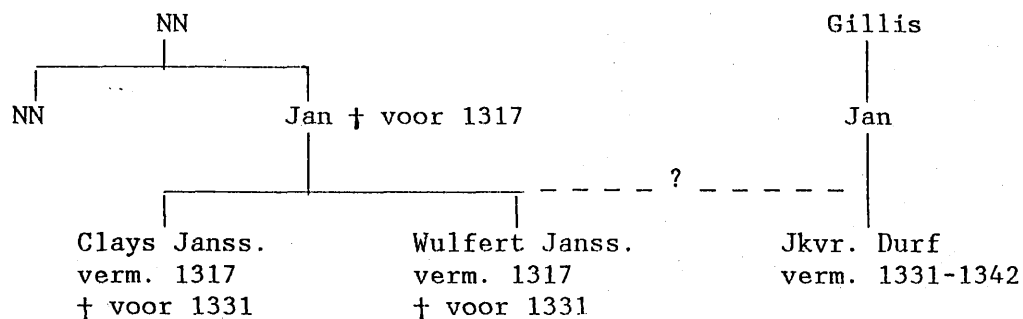 NN Gillis
NN Jan † voor 1317 Jan
?
Clays Janss. Wulfert Janss. Jkvr. Durf
verm. 1317 verm. 1317 verm. 1331-1342
† voor 1331 † voor 1331